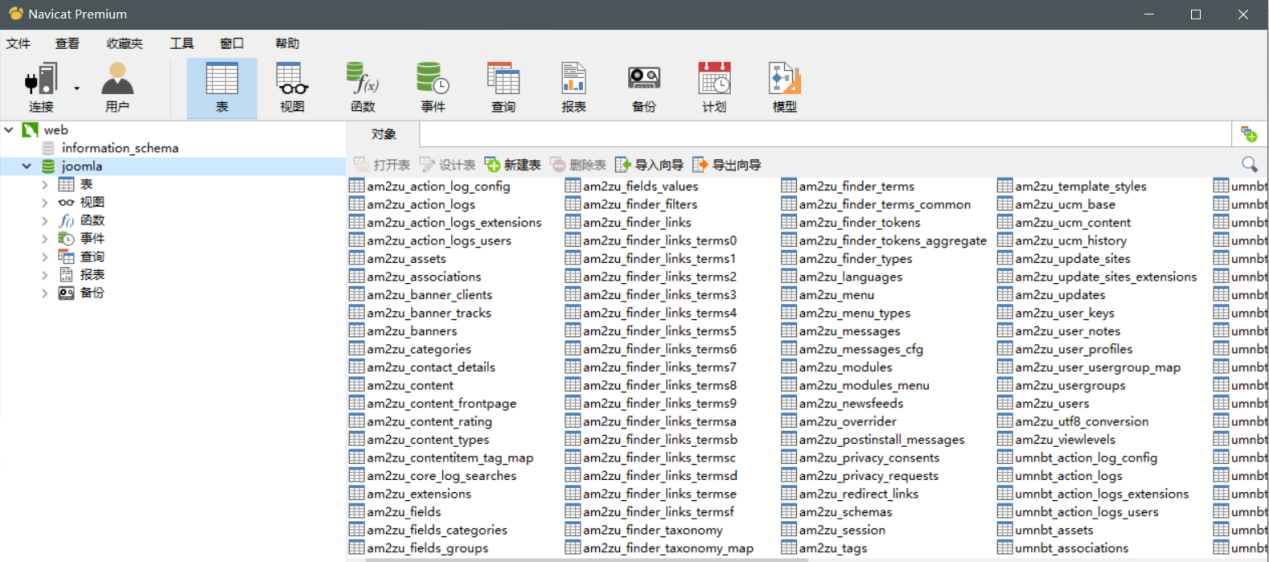 Navicat Premium
文件 查看 收藏夹 工具 窗口 帮助
连接 用户 表 视图 函数 事件 查询 报表 备份 计划 模型
web
information_schema
joomla
表
视图
函数
事件
查询
报表
备份
对象
打开表 设计表 新建表 删除表 导入向导 导出向导
am2zu_action_log_config am2zu_fields_values am2zu_finder_terms am2zu_template_styles umnbt
am2zu_action_logs am2zu_finder_filters am2zu_finder_terms_common am2zu_ucm_base umnbt
am2zu_action_logs_extensions am2zu_finder_links am2zu_finder_tokens am2zu_ucm_content umnbt
am2zu_action_logs_users am2zu_finder_links_terms0 am2zu_finder_tokens_aggregate am2zu_ucm_history umnbt
am2zu_assets am2zu_finder_links_terms1 am2zu_finder_types am2zu_update_sites umnbt
am2zu_associations am2zu_finder_links_terms2 am2zu_languages am2zu_update_sites_extensions umnbt
am2zu_banner_clients am2zu_finder_links_terms3 am2zu_menu am2zu_updates umnbt
am2zu_banner_tracks am2zu_finder_links_terms4 am2zu_menu_types am2zu_user_keys umnbt
am2zu_banners am2zu_finder_links_terms5 am2zu_messages am2zu_user_notes umnbt
am2zu_categories am2zu_finder_links_terms6 am2zu_messages_cfg am2zu_user_profiles umnbt
am2zu_contact_details am2zu_finder_links_terms7 am2zu_modules am2zu_user_usergroup_map umnbt
am2zu_content am2zu_finder_links_terms8 am2zu_modules_menu am2zu_usergroups umnbt
am2zu_content_frontpage am2zu_finder_links_terms9 am2zu_newsfeeds am2zu_users umnbt
am2zu_content_rating am2zu_finder_links_termsa am2zu_overrider am2zu_utf8_conversion umnbt
am2zu_content_types am2zu_finder_links_termsb am2zu_postinstall_messages am2zu_viewlevels umnbt
am2zu_contentitem_tag_map am2zu_finder_links_termsc am2zu_privacy_consents umnbt_action_log_config umnbt
am2zu_core_log_searches am2zu_finder_links_termsd am2zu_privacy_requests umnbt_action_logs umnbt
am2zu_extensions am2zu_finder_links_termse am2zu_redirect_links umnbt_action_logs_extensions umnbt
am2zu_fields am2zu_finder_links_termsf am2zu_schemas umnbt_action_logs_users umnbt
am2zu_fields_categories am2zu_finder_taxonomy am2zu_session umnbt_assets umnbt
am2zu_fields_groups am2zu_finder_taxonomy_map am2zu_tags umnbt_associations umnbt